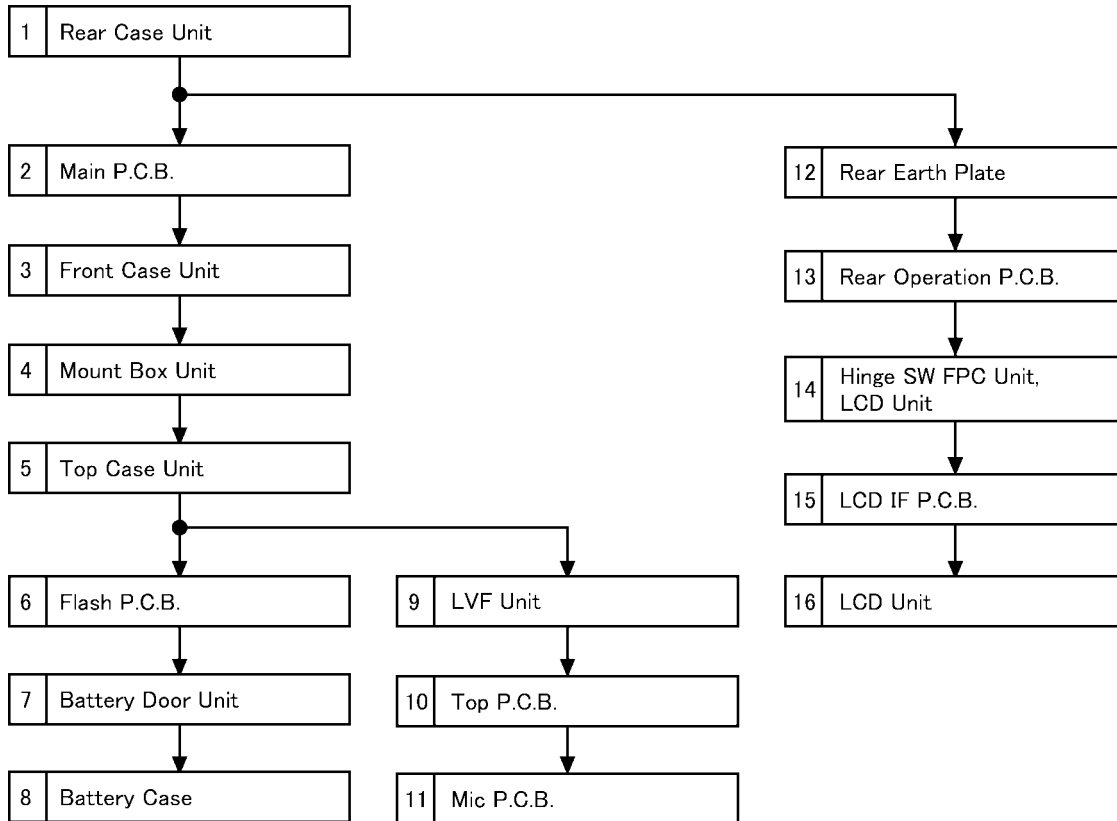 1 Rear Case Unit
2 Main P.C.B.
3 Front Case Unit
4 Mount Box Unit
5 Top Case Unit
6 Flash P.C.B.
7 Battery Door Unit
8 Battery Case
9 LVF Unit
10 Top P.C.B.
11 Mic P.C.B.
12 Rear Earth Plate
13 Rear Operation P.C.B.
14 Hinge SW FPC Unit,
LCD Unit
15 LCD IF P.C.B.
16 LCD Unit